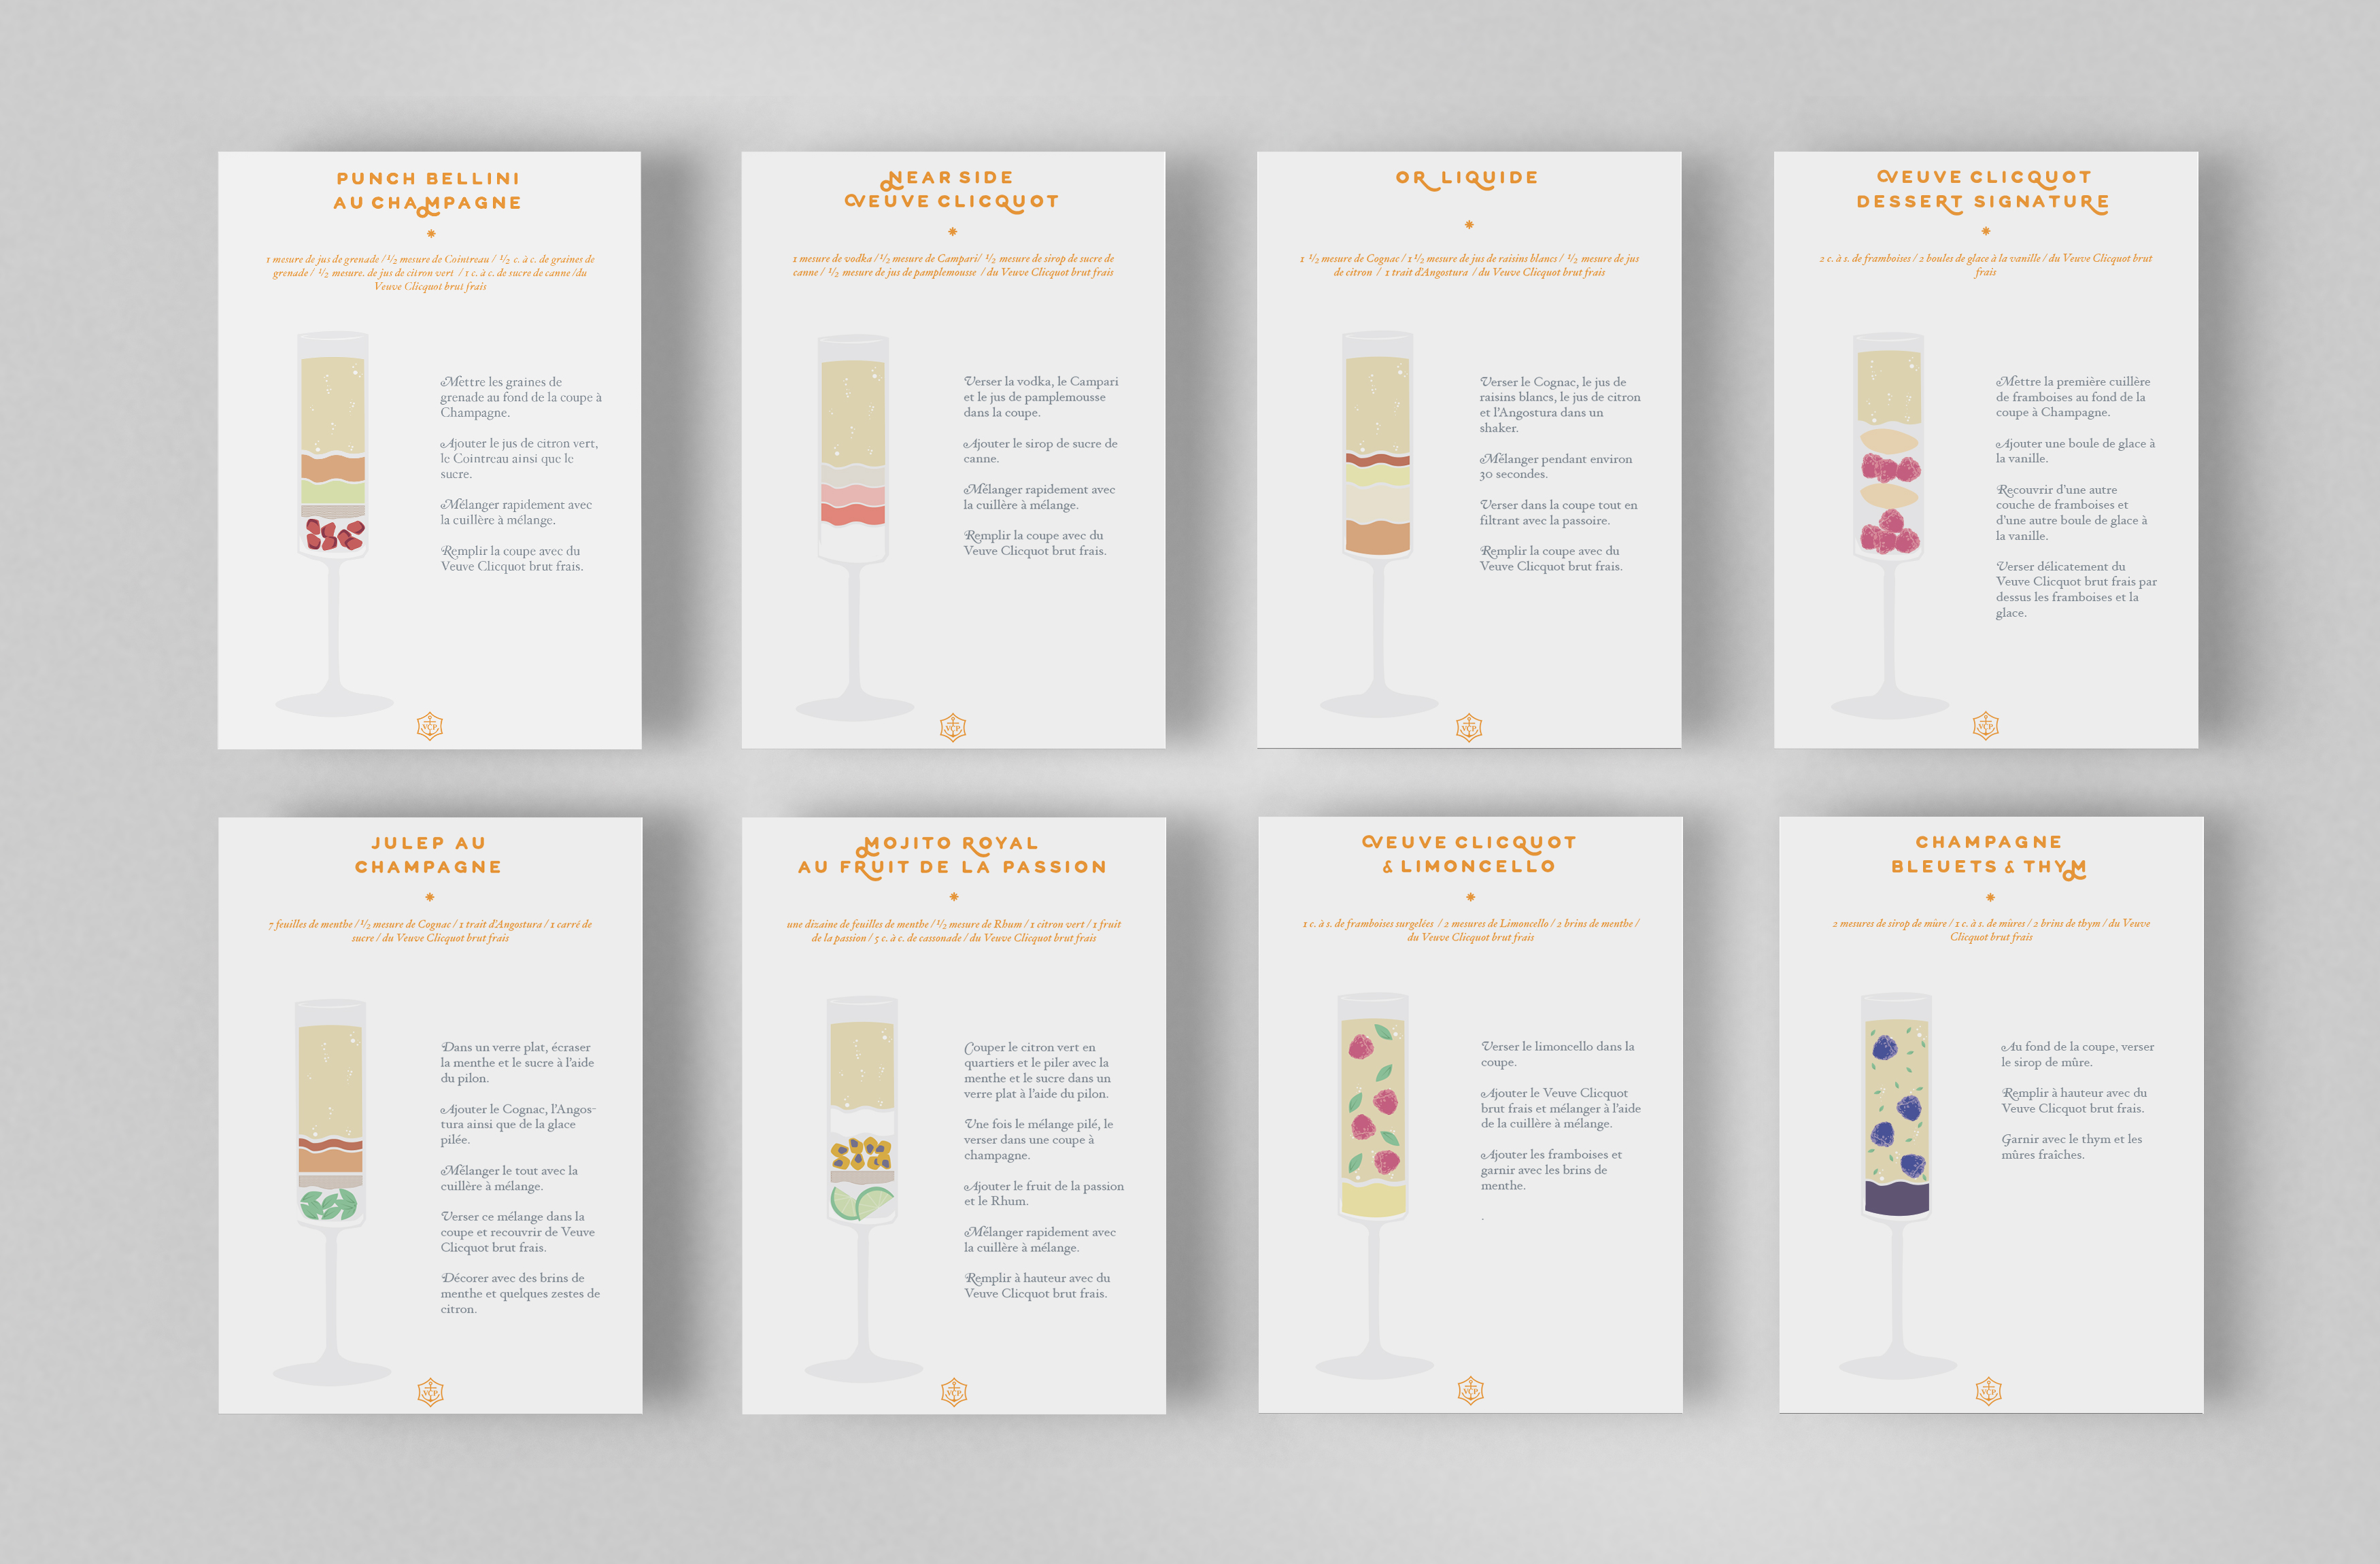 PUNCH BELLINI
AU CHAMPAGNE
1 mesure de jus de grenade / 1/2 mesure de Cointreau / 1/2 c. à c. de graines de
grenade / 1/2 mesure. de jus de citron vert / 1 c. à c. de sucre de canne /du
Veuve Clicquot brut frais
Mettre les graines de
grenade au fond de la coupe à
Champagne.
Ajouter le jus de citron vert,
le Cointreau ainsi que le
sucre.
Mélanger rapidement avec
la cuillère à mélange.
Remplir la coupe avec du
Veuve Clicquot brut frais.
VCP
NEAR SIDE
VEUVE CLICQUOT
1 mesure de vodka / 1/2 mesure de Campari/ 1/2 mesure de sirop de sucre de
canne / 1/2 mesure de jus de pamplemousse / du Veuve Clicquot brut frais
Verser la vodka, le Campari
et le jus de pamplemousse
dans la coupe.
Ajouter le sirop de sucre de
canne.
Mélanger rapidement avec
la cuillère à mélange.
Remplir la coupe avec du
Veuve Clicquot brut frais.
VCP
OR LIQUIDE
1 1/2 mesure de Cognac / 1 1/2 mesure de jus de raisins blancs / 1/2 mesure de jus
de citron / 1 trait d'Angostura / du Veuve Clicquot brut frais
Verser le Cognac, le jus de
raisins blancs, le jus de citron
et l'Angostura dans un
shaker.
Mélanger pendant environ
30 secondes.
Verser dans la coupe tout en
filtrant avec la passoire.
Remplir la coupe avec du
Veuve Clicquot brut frais.
VCP
VEUVE CLICQUOT
DESSERT SIGNATURE
2 c. à s. de framboises / 2 boules de glace à la vanille / du Veuve Clicquot brut
frais
Mettre la première cuillère
de framboises au fond de la
coupe à Champagne.
Ajouter une boule de glace à
la vanille.
Recouvrir d'une autre
couche de framboises et
d'une autre boule de glace à
la vanille.
Verser délicatement du
Veuve Clicquot brut frais par
dessus les framboises et la
glace.
VCP
JULEP AU
CHAMPAGNE
7 feuilles de menthe / 1/2 mesure de Cognac / 1 trait d'Angostura / 1 carré de
sucre / du Veuve Clicquot brut frais
Dans un verre plat, écraser
la menthe et le sucre à l'aide
du pilon.
Ajouter le Cognac, l'Angos-
tura ainsi que de la glace
pilée.
Mélanger le tout avec la
cuillère à mélange.
Verser ce mélange dans la
coupe et recouvrir de Veuve
Clicquot brut frais.
Décorer avec des brins de
menthe et quelques zestes de
citron.
VCP
MOJITO ROYAL
AU FRUIT DE LA PASSION
une dizaine de feuilles de menthe / 1/2 mesure de Rhum / 1 citron vert / 1 fruit
de la passion / 5 c. à c. de cassonade / du Veuve Clicquot brut frais
Couper le citron vert en
quartiers et le piler avec la
menthe et le sucre dans un
verre plat à l'aide du pilon.
Une fois le mélange pilé, le
verser dans une coupe à
champagne.
Ajouter le fruit de la passion
et le Rhum.
Mélanger rapidement avec
la cuillère à mélange.
Remplir à hauteur avec du
Veuve Clicquot brut frais.
VCP
VEUVE CLICQUOT
& LIMONCELLO
1 c. à s. de framboises surgelées / 2 mesures de Limoncello / 2 brins de menthe /
du Veuve Clicquot brut frais
Verser le limoncello dans la
coupe.
Ajouter le Veuve Clicquot
brut frais et mélanger à l'aide
de la cuillère à mélange.
Ajouter les framboises et
garnir avec les brins de
menthe.
.
VCP
CHAMPAGNE
BLEUETS & THYM
2 mesures de sirop de mûre / 1 c. à s. de mûres / 2 brins de thym / du Veuve
Clicquot brut frais
Au fond de la coupe, verser
le sirop de mûre.
Remplir à hauteur avec du
Veuve Clicquot brut frais.
Garnir avec le thym et les
mûres fraîches.
VCP